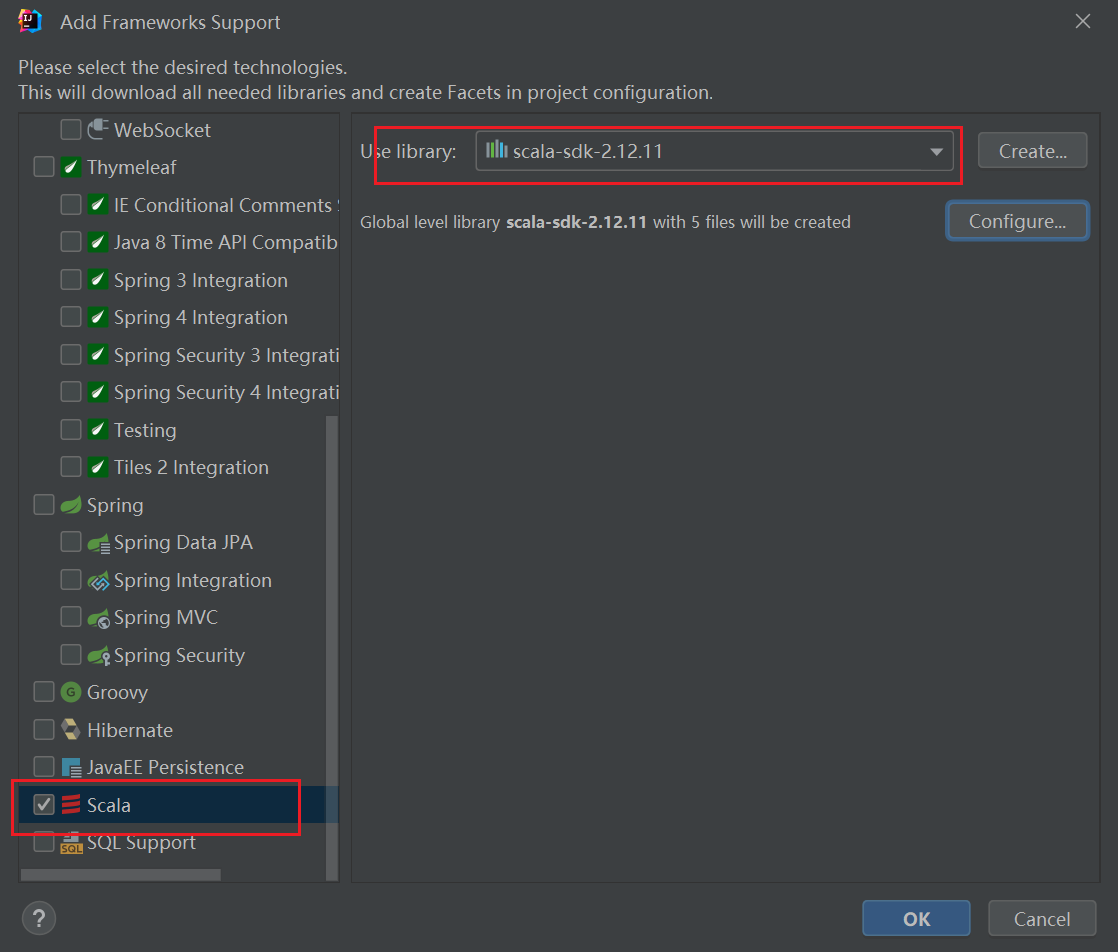 Add Frameworks Support
Please select the desired technologies.
This will download all needed libraries and create Facets in project configuration.
WebSocket
Thymeleaf
IE Conditional Comments
Java 8 Time API Compatib
Spring 3 Integration
Spring 4 Integration
Spring Security 3 Integrati
Spring Security 4 Integrati
Testing
Tiles 2 Integration
Spring
Spring Data JPA
Spring Integration
Spring MVC
Spring Security
G Groovy
Hibernate
JavaEE Persistence
Scala
SQL SQL Support
Use library: scala-sdk-2.12.11 Create...
Global level library scala-sdk-2.12.11 with 5 files will be created Configure...
? OK Cancel